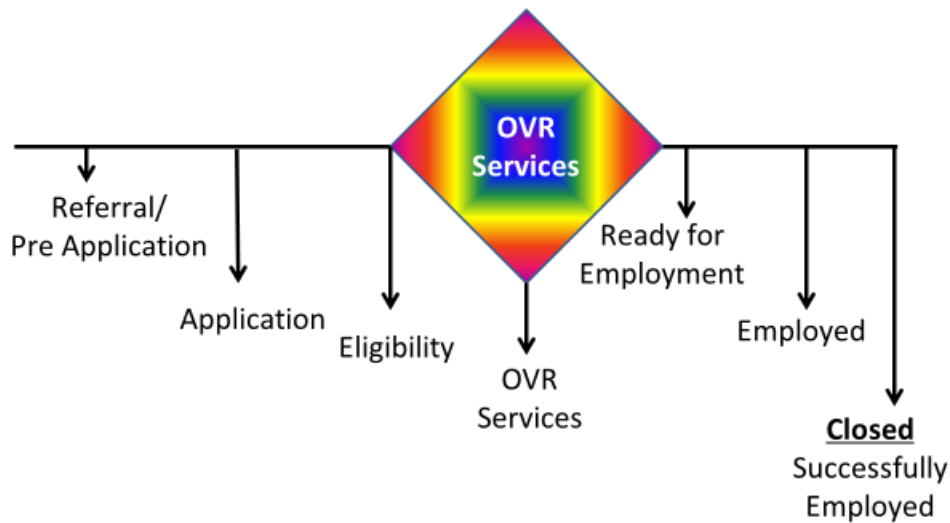 OVR
Services
Referral/
Pre Application
Application
Eligibility
OVR
Services
Ready for
Employment
Employed
Closed
Successfully
Employed